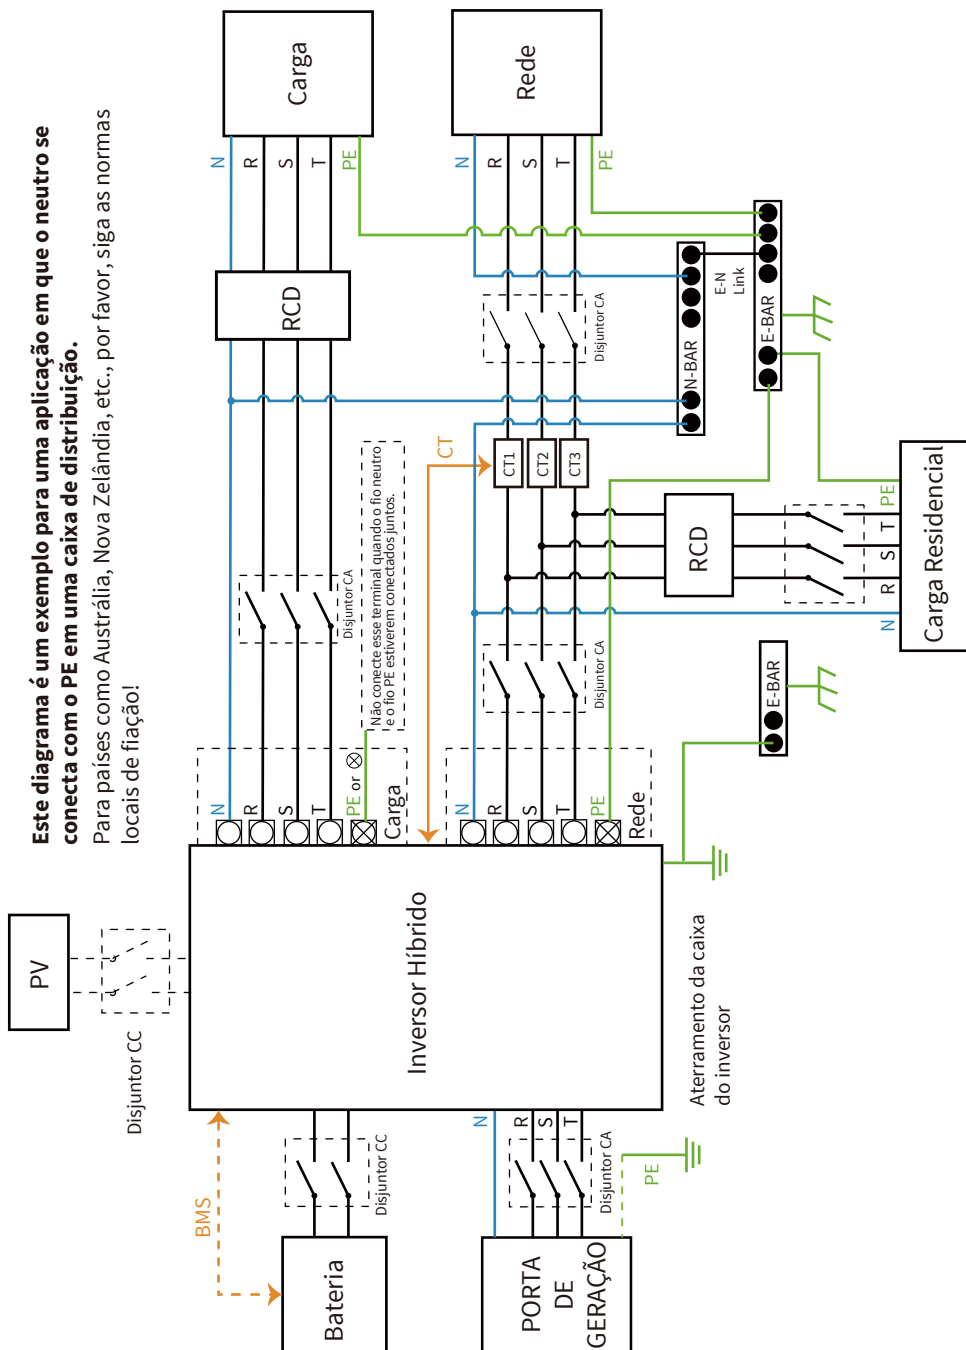 Este diagrama é um exemplo para uma aplicação em que o neutro se
conecta com o PE em uma caixa de distribuição.
Para países como Austrália, Nova Zelândia, etc., por favor, siga as normas
locais de fiação!
PV
Disjuntor CC
BMS
Bateria
Disjuntor CC
Inversor Híbrido
N
R
S
T
PE or ⊗
Carga
Disjuntor CA
Não conecte esse terminal quando o fio neutro
e o fio PE estiverem conectados juntos.
RCD
N
R
S
T
PE
Carga
CT
N
R
S
T
PE
Rede
Disjuntor CA
CT1
CT2
CT3
Disjuntor CA
N
R
S
T
PE
Rede
N-BAR
E-N
Link
E-BAR
RCD
N
R
S
T
PE
Carga Residencial
E-BAR
Aterramento da caixa
do inversor
N
R
S
T
Disjuntor CA
PE
PORTA
DE
GERAÇÃO